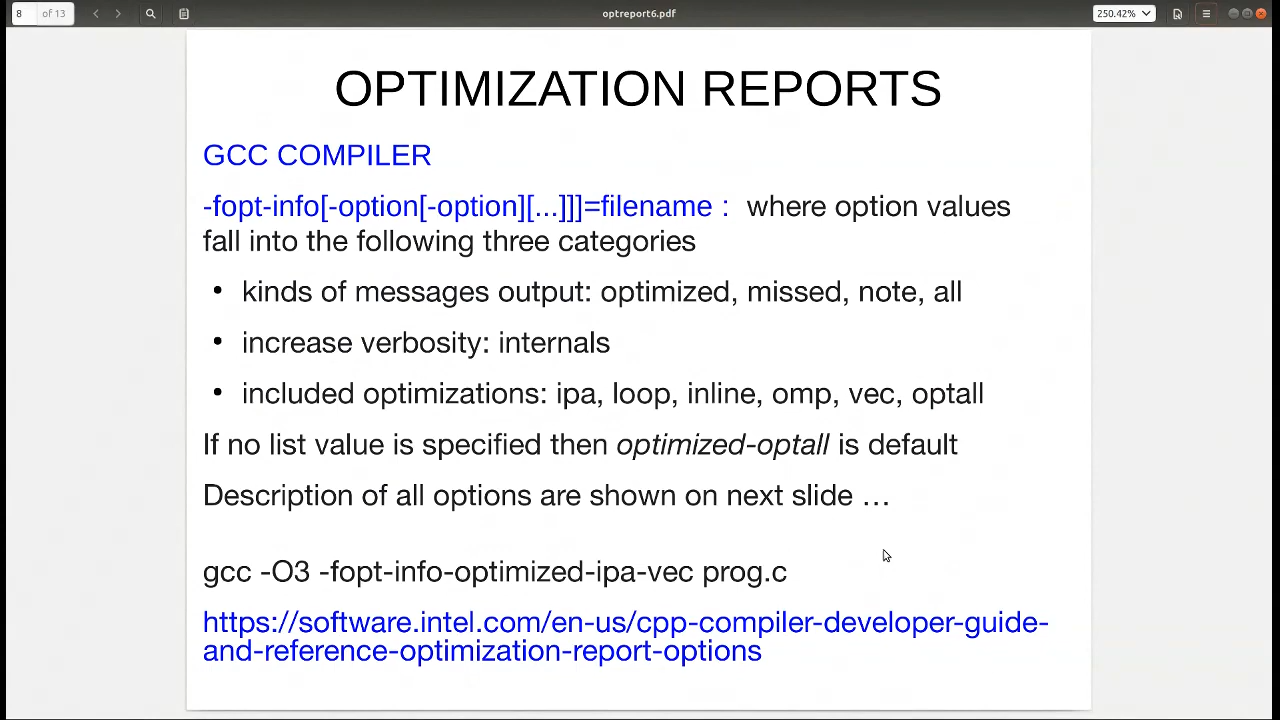 8 of 13
optreport6.pdf
250.42%
OPTIMIZATION REPORTS
GCC COMPILER
-fopt-info[-option[-option][...]]]=filename : where option values
fall into the following three categories
• kinds of messages output: optimized, missed, note, all
• increase verbosity: internals
• included optimizations: ipa, loop, inline, omp, vec, optall
If no list value is specified then optimized-optall is default
Description of all options are shown on next slide …
gcc -O3 -fopt-info-optimized-ipa-vec prog.c
https://software.intel.com/en-us/cpp-compiler-developer-guide-
and-reference-optimization-report-options